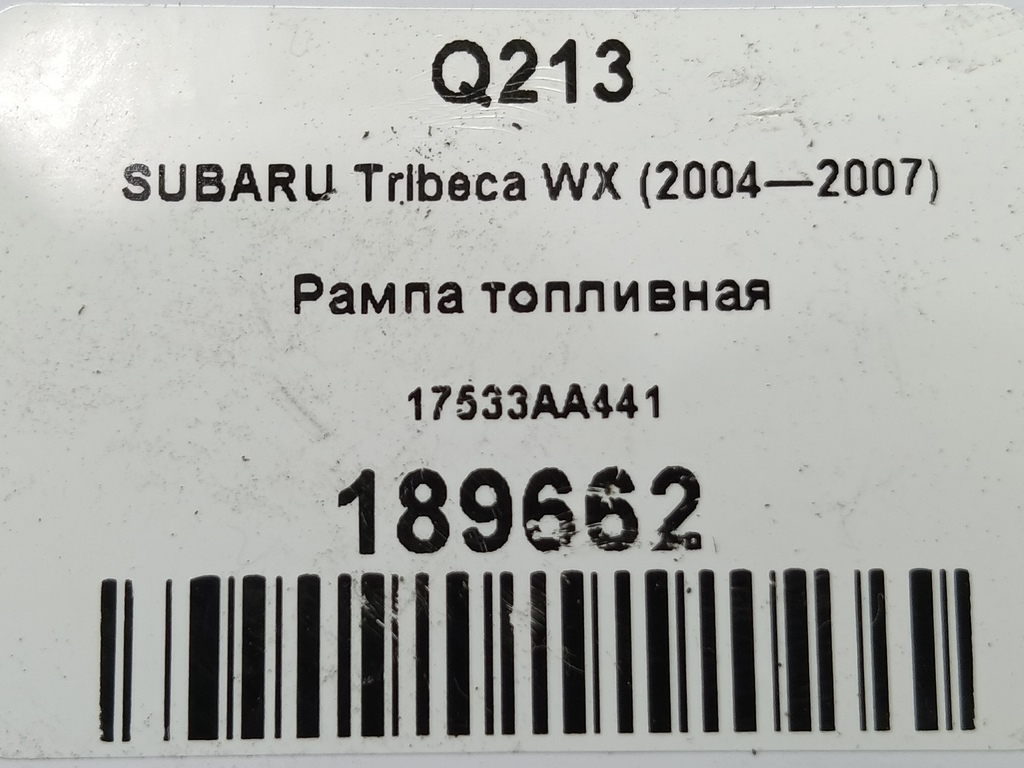 Q213
SUBARU Tribeca WX (2004—2007)
Рампа топливная
17533AA441
189662